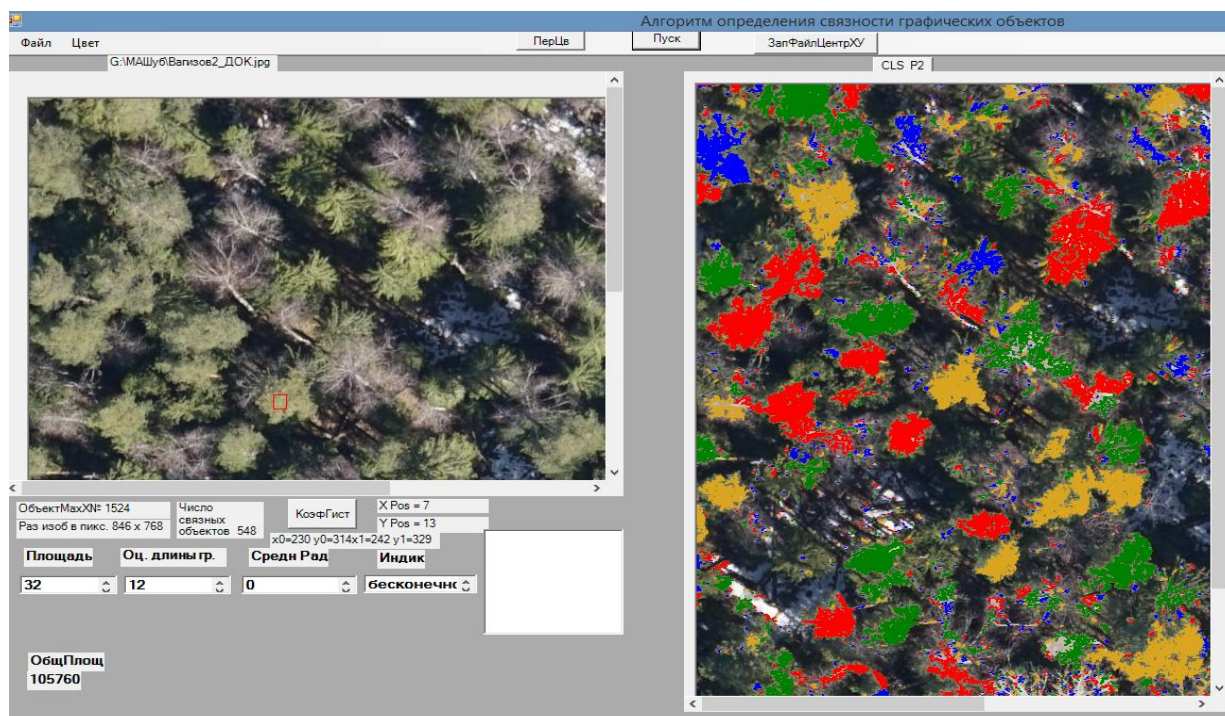 Алгоритм определения связности графических объектов
Файл Цвет ПерЦв Пуск ЗапФайлЦентрХУ
G:\МАШуб\Вагизов2_ДОК.jpg
CLS P2
ОбъектМахХ№ 1524
Раз изоб в пикс. 846 x 768
Число
связных
объектов 548
КоэфГист
X Pos = 7
Y Pos = 13
x0=230 y0=314x1=242 y1=329
Площадь Оц. длины гр. Средн Рад Индик
32 12 0 бесконечнс
ОбщПлощ
105760